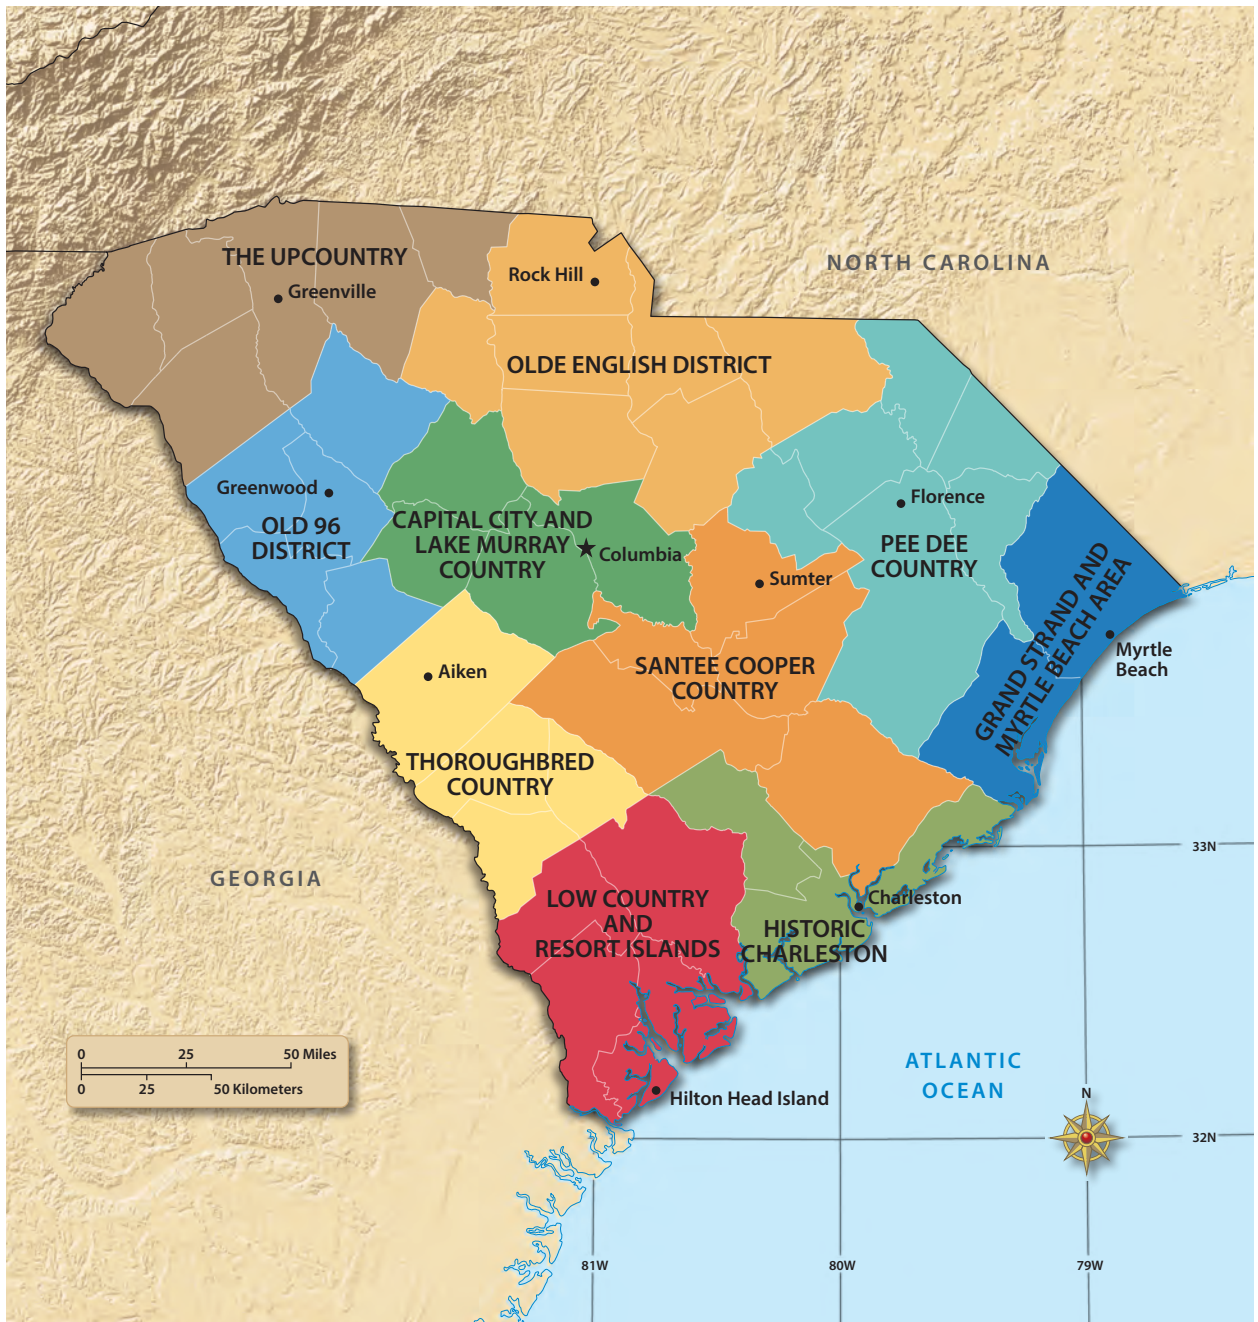 THE UPCOUNTRY
Greenville
Rock Hill
NORTH CAROLINA
OLDE ENGLISH DISTRICT
Greenwood
OLD 96
DISTRICT
CAPITAL CITY AND
LAKE MURRAY
COUNTRY
Columbia
Florence
PEE DEE
COUNTRY
Sumter
GRAND STRAND AND
MYRTLE BEACH AREA
Myrtle
Beach
Aiken
SANTEE COOPER
COUNTRY
THOROUGHBRED
COUNTRY
GEORGIA
33N
LOW COUNTRY
AND
RESORT ISLANDS
Charleston
HISTORIC
CHARLESTON
0 25 50 Miles
0 25 50 Kilometers
ATLANTIC
OCEAN
Hilton Head Island
N
32N
81W 80W 79W